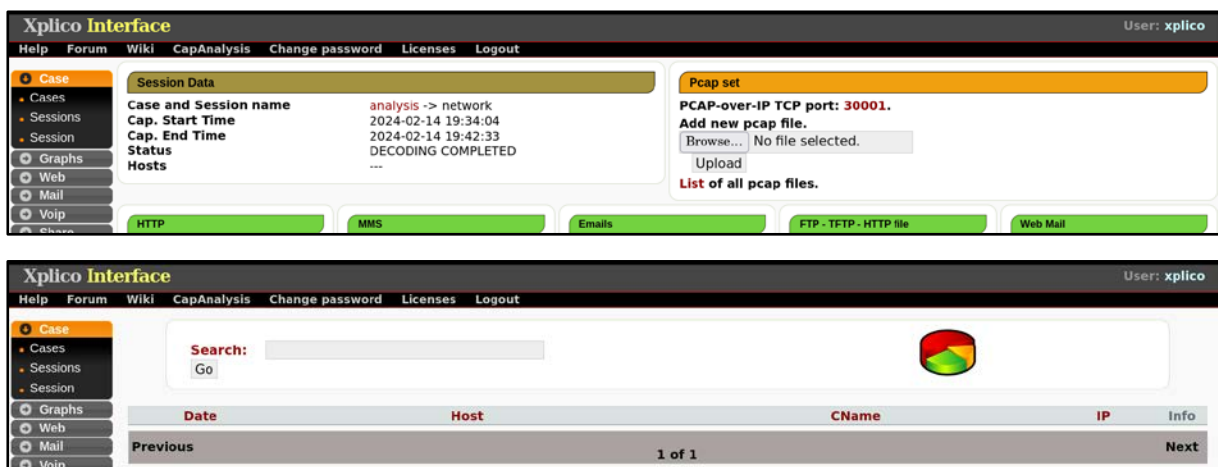 Xplico Interface User: xplico
Help Forum Wiki CapAnalysis Change password Licenses Logout
Case
Cases
Sessions
Session
Graphs
Web
Mail
Voip
Share
Session Data
Case and Session name analysis -> network
Cap. Start Time 2024-02-14 19:34:04
Cap. End Time 2024-02-14 19:42:33
Status DECODING COMPLETED
Hosts ---
Pcap set
PCAP-over-IP TCP port: 30001.
Add new pcap file.
Browse... No file selected.
Upload
List of all pcap files.
HTTP MMS Emails FTP - TFTP - HTTP file Web Mail
Xplico Interface User: xplico
Help Forum Wiki CapAnalysis Change password Licenses Logout
Case
Cases
Sessions
Session
Graphs
Web
Mail
Voip
Search:
Go
Date Host CName IP Info
Previous 1 of 1 Next